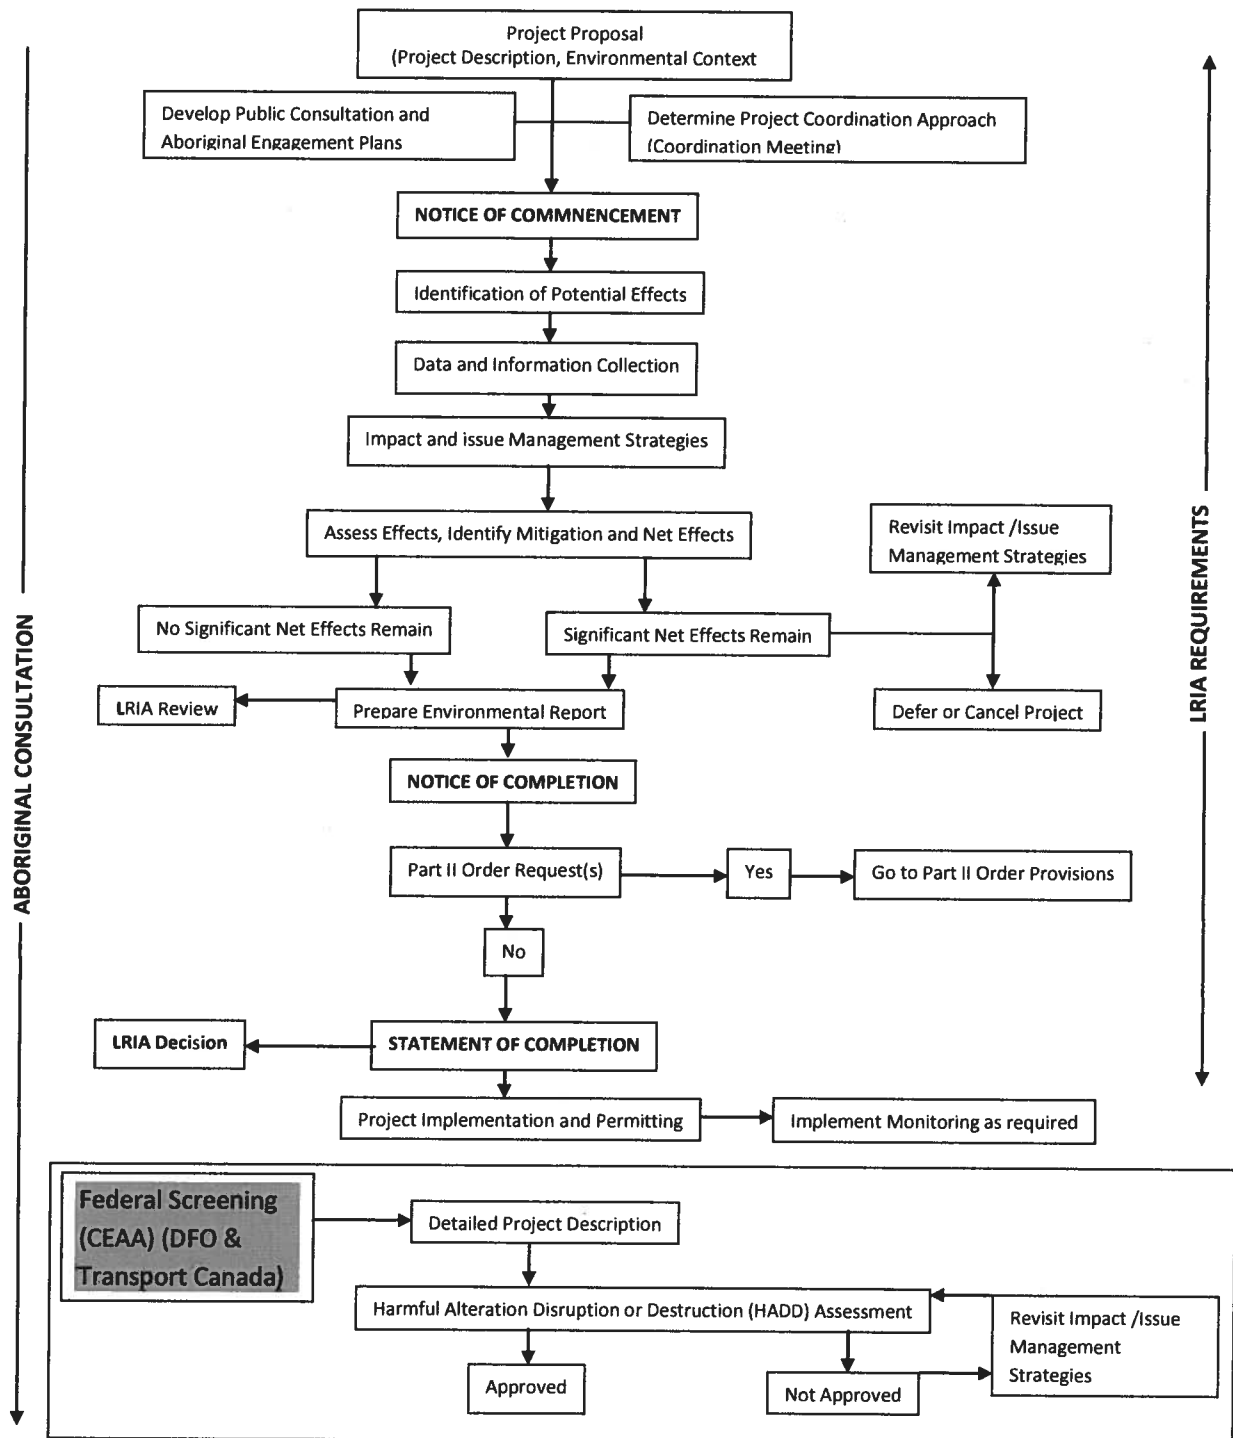 Project Proposal
(Project Description, Environmental Context
Develop Public Consultation and
Aboriginal Engagement Plans
Determine Project Coordination Approach
(Coordination Meeting)
NOTICE OF COMMNENCEMENT
Identification of Potential Effects
Data and Information Collection
Impact and issue Management Strategies
Assess Effects, Identify Mitigation and Net Effects
Revisit Impact /Issue
Management Strategies
No Significant Net Effects Remain
Significant Net Effects Remain
LRIA Review
Prepare Environmental Report
Defer or Cancel Project
NOTICE OF COMPLETION
Part II Order Request(s)
Yes
Go to Part II Order Provisions
No
LRIA Decision
STATEMENT OF COMPLETION
Project Implementation and Permitting
Implement Monitoring as required
ABORIGINAL CONSULTATION
LRIA REQUIREMENTS
Federal Screening
(CEAA) (DFO &
Transport Canada)
Detailed Project Description
Harmful Alteration Disruption or Destruction (HADD) Assessment
Revisit Impact /Issue
Management
Strategies
Approved
Not Approved